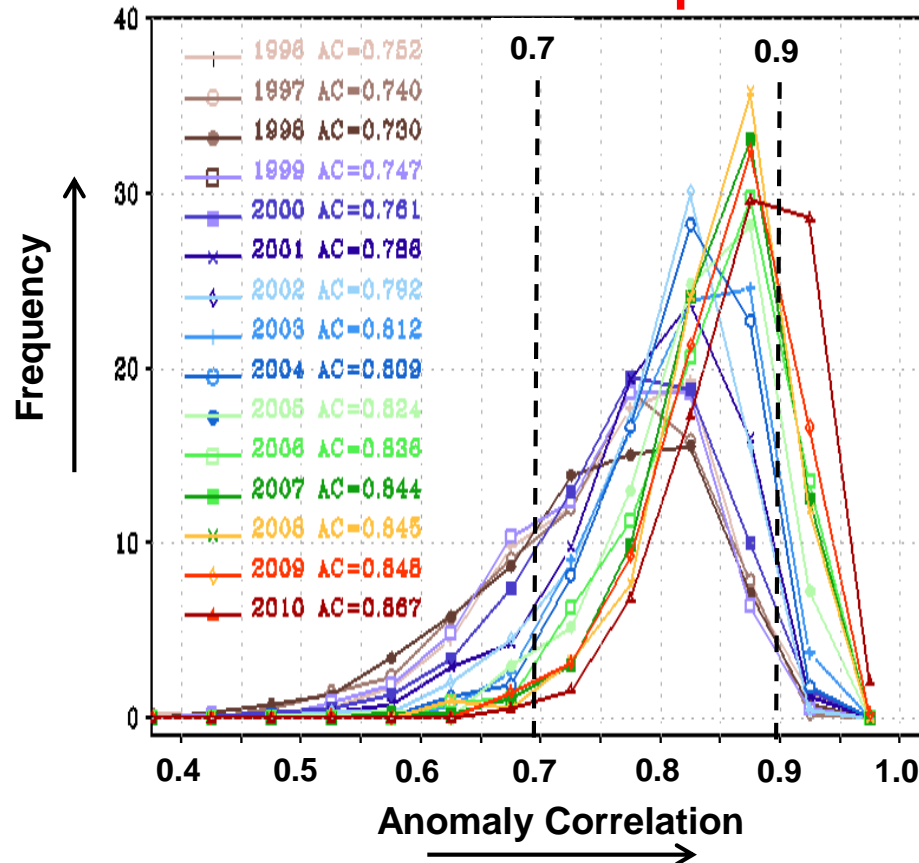 40
30
20
10
0
0.7
0.9
1996 AC=0.752
1997 AC=0.740
1998 AC=0.730
1999 AC=0.747
2000 AC=0.761
2001 AC=0.786
2002 AC=0.792
2003 AC=0.812
2004 AC=0.809
2005 AC=0.824
2006 AC=0.836
2007 AC=0.844
2008 AC=0.845
2009 AC=0.848
2010 AC=0.867
Frequency
0.4 0.5 0.6 0.7 0.8 0.9 1.0
Anomaly Correlation